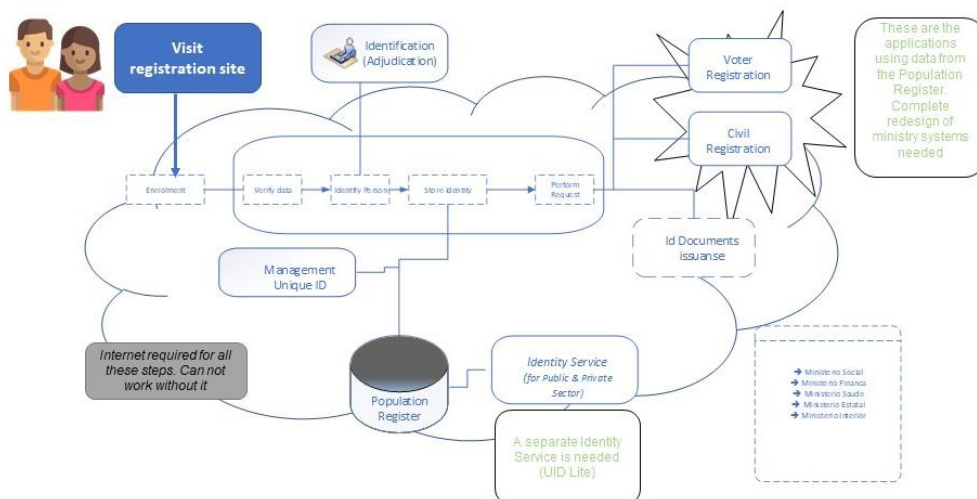 Visit
registration site
Identification
(Adjudication)
Voter
Registration
Civil
Registration
These are the
applications
using data from
the Population
Register.
Complete
redesign of
ministry systems
needed
Enrolment
Verify data
Identify Person
Store identity
Perform
Request
Id Documents
issuanse
Management
Unique ID
Internet required for all
these steps. Can not
work without it
Population
Register
Identity Service
(for Public & Private
Sector)
A separate Identity
Service is needed
(UID Lite)
→ Ministerio Social
→ Ministerio Financa
→ Ministerio Saude
→ Ministerio Estatal
→ Ministerio Interior